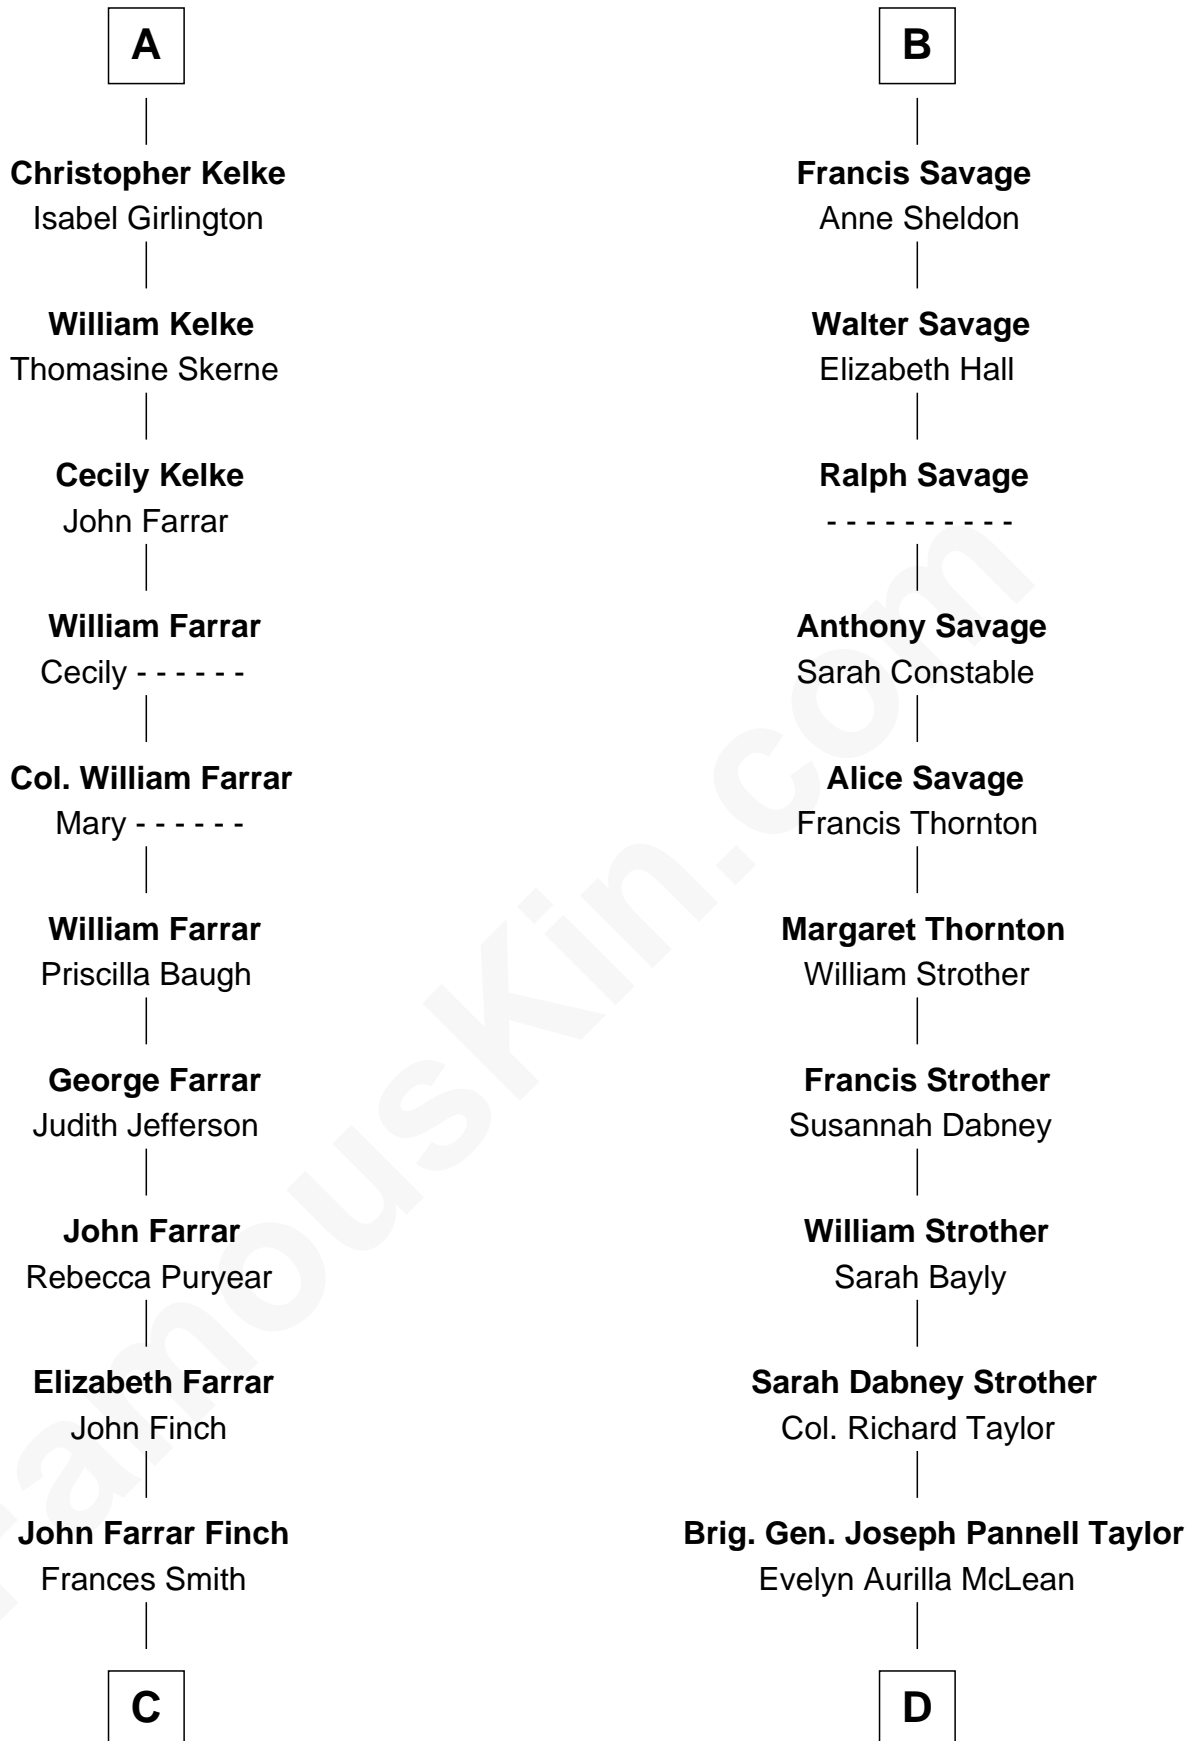 A
Christopher Kelke
Isabel Girlington
William Kelke
Thomasine Skerne
Cecily Kelke
John Farrar
William Farrar
Cecily - - - - - -
Col. William Farrar
Mary - - - - - -
William Farrar
Priscilla Baugh
George Farrar
Judith Jefferson
John Farrar
Rebecca Puryear
Elizabeth Farrar
John Finch
John Farrar Finch
Frances Smith
C
B
Francis Savage
Anne Sheldon
Walter Savage
Elizabeth Hall
Ralph Savage
- - - - - - - - - -
Anthony Savage
Sarah Constable
Alice Savage
Francis Thornton
Margaret Thornton
William Strother
Francis Strother
Susannah Dabney
William Strother
Sarah Bayly
Sarah Dabney Strother
Col. Richard Taylor
Brig. Gen. Joseph Pannell Taylor
Evelyn Aurilla McLean
D
FamousKin.com